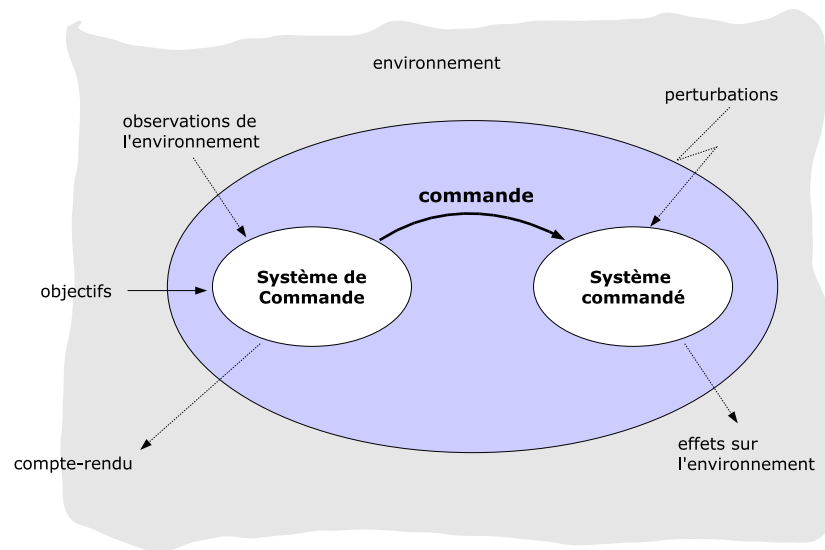 environnement
perturbations
observations de
l'environnement
commande
Système de
Commande
Système
commandé
objectifs
compte-rendu
effets sur
l'environnement